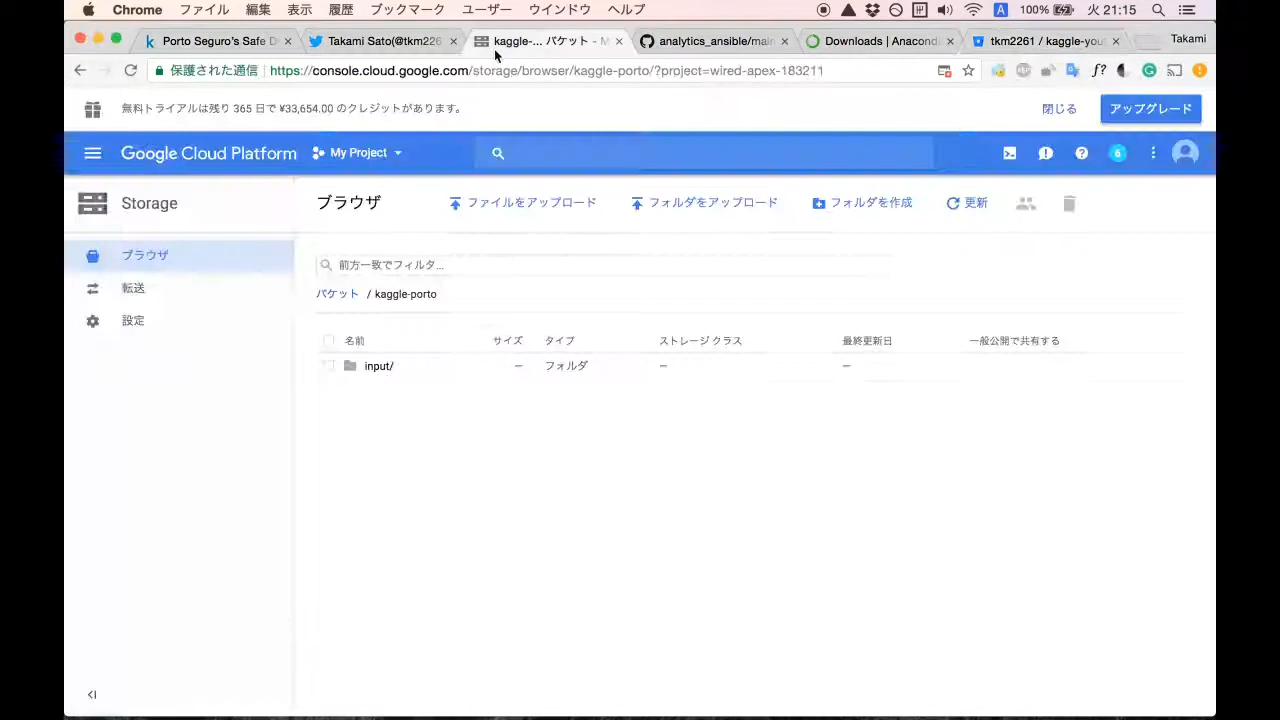 Chrome ファイル 編集 表示 履歴 ブックマーク ユーザー ウインドウ ヘルプ A 100% 火 21:15
Porto Seguro's Safe D Takami Sato(@tkm226 kaggle-... バケット - M analytics_ansible/main Downloads | Anacond tkm2261 / kaggle-you Takami
保護された通信 | https://console.cloud.google.com/storage/browser/kaggle-porto/?project=wired-apex-183211 f?
無料トライアルは残り 365 日で ¥33,654.00 のクレジットがあります。 閉じる アップグレード
Google Cloud Platform My Project 6
Storage ブラウザ ファイルをアップロード フォルダをアップロード フォルダを作成 更新
ブラウザ
転送
設定
前方一致でフィルタ...
バケット / kaggle-porto
名前 サイズ タイプ ストレージ クラス 最終更新日 一般公開で共有する
input/ — フォルダ — —